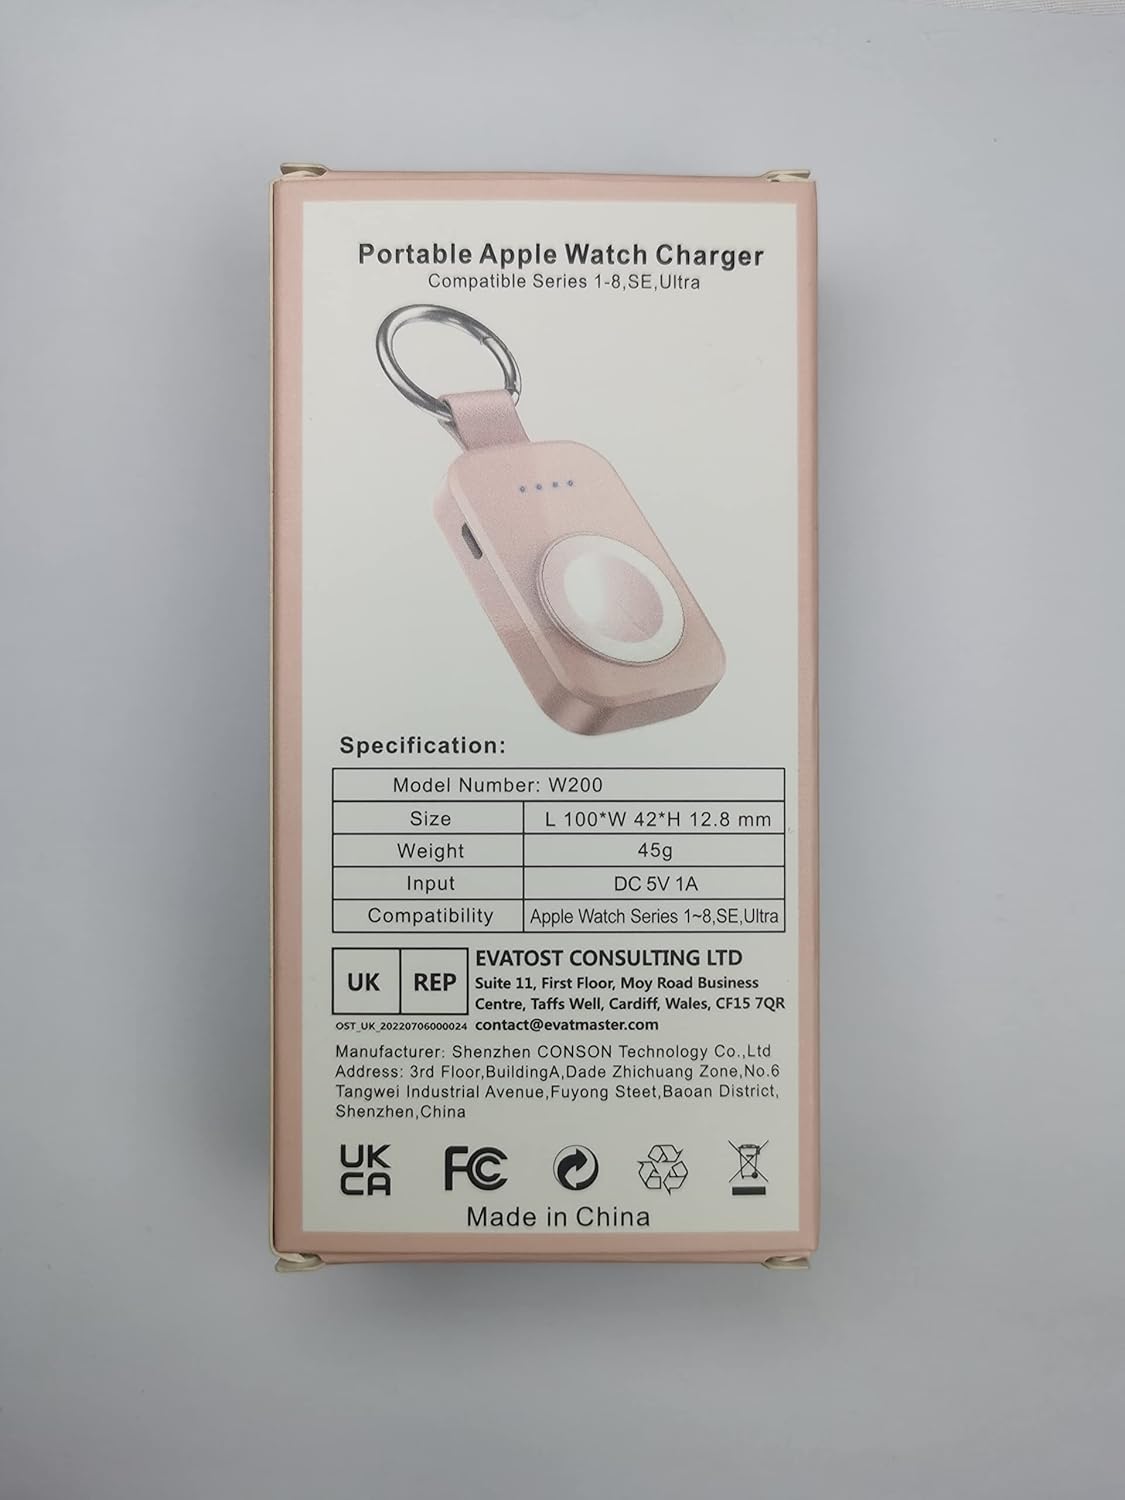 Portable Apple Watch Charger
Compatible Series 1-8,SE,Ultra
Specification:
Model Number: W200
Size L 100*W 42*H 12.8 mm
Weight 45g
Input DC 5V 1A
Compatibility Apple Watch Series 1~8,SE,Ultra
UK REP
EVATOST CONSULTING LTD
Suite 11, First Floor, Moy Road Business
Centre, Taffs Well, Cardiff, Wales, CF15 7QR
OST_UK_20220706000024 contact@evatmaster.com
Manufacturer: Shenzhen CONSON Technology Co.,Ltd
Address: 3rd Floor,BuildingA,Dade Zhichuang Zone,No.6
Tangwei Industrial Avenue,Fuyong Steet,Baoan District,
Shenzhen,China
UK
CA
FC
Made in China